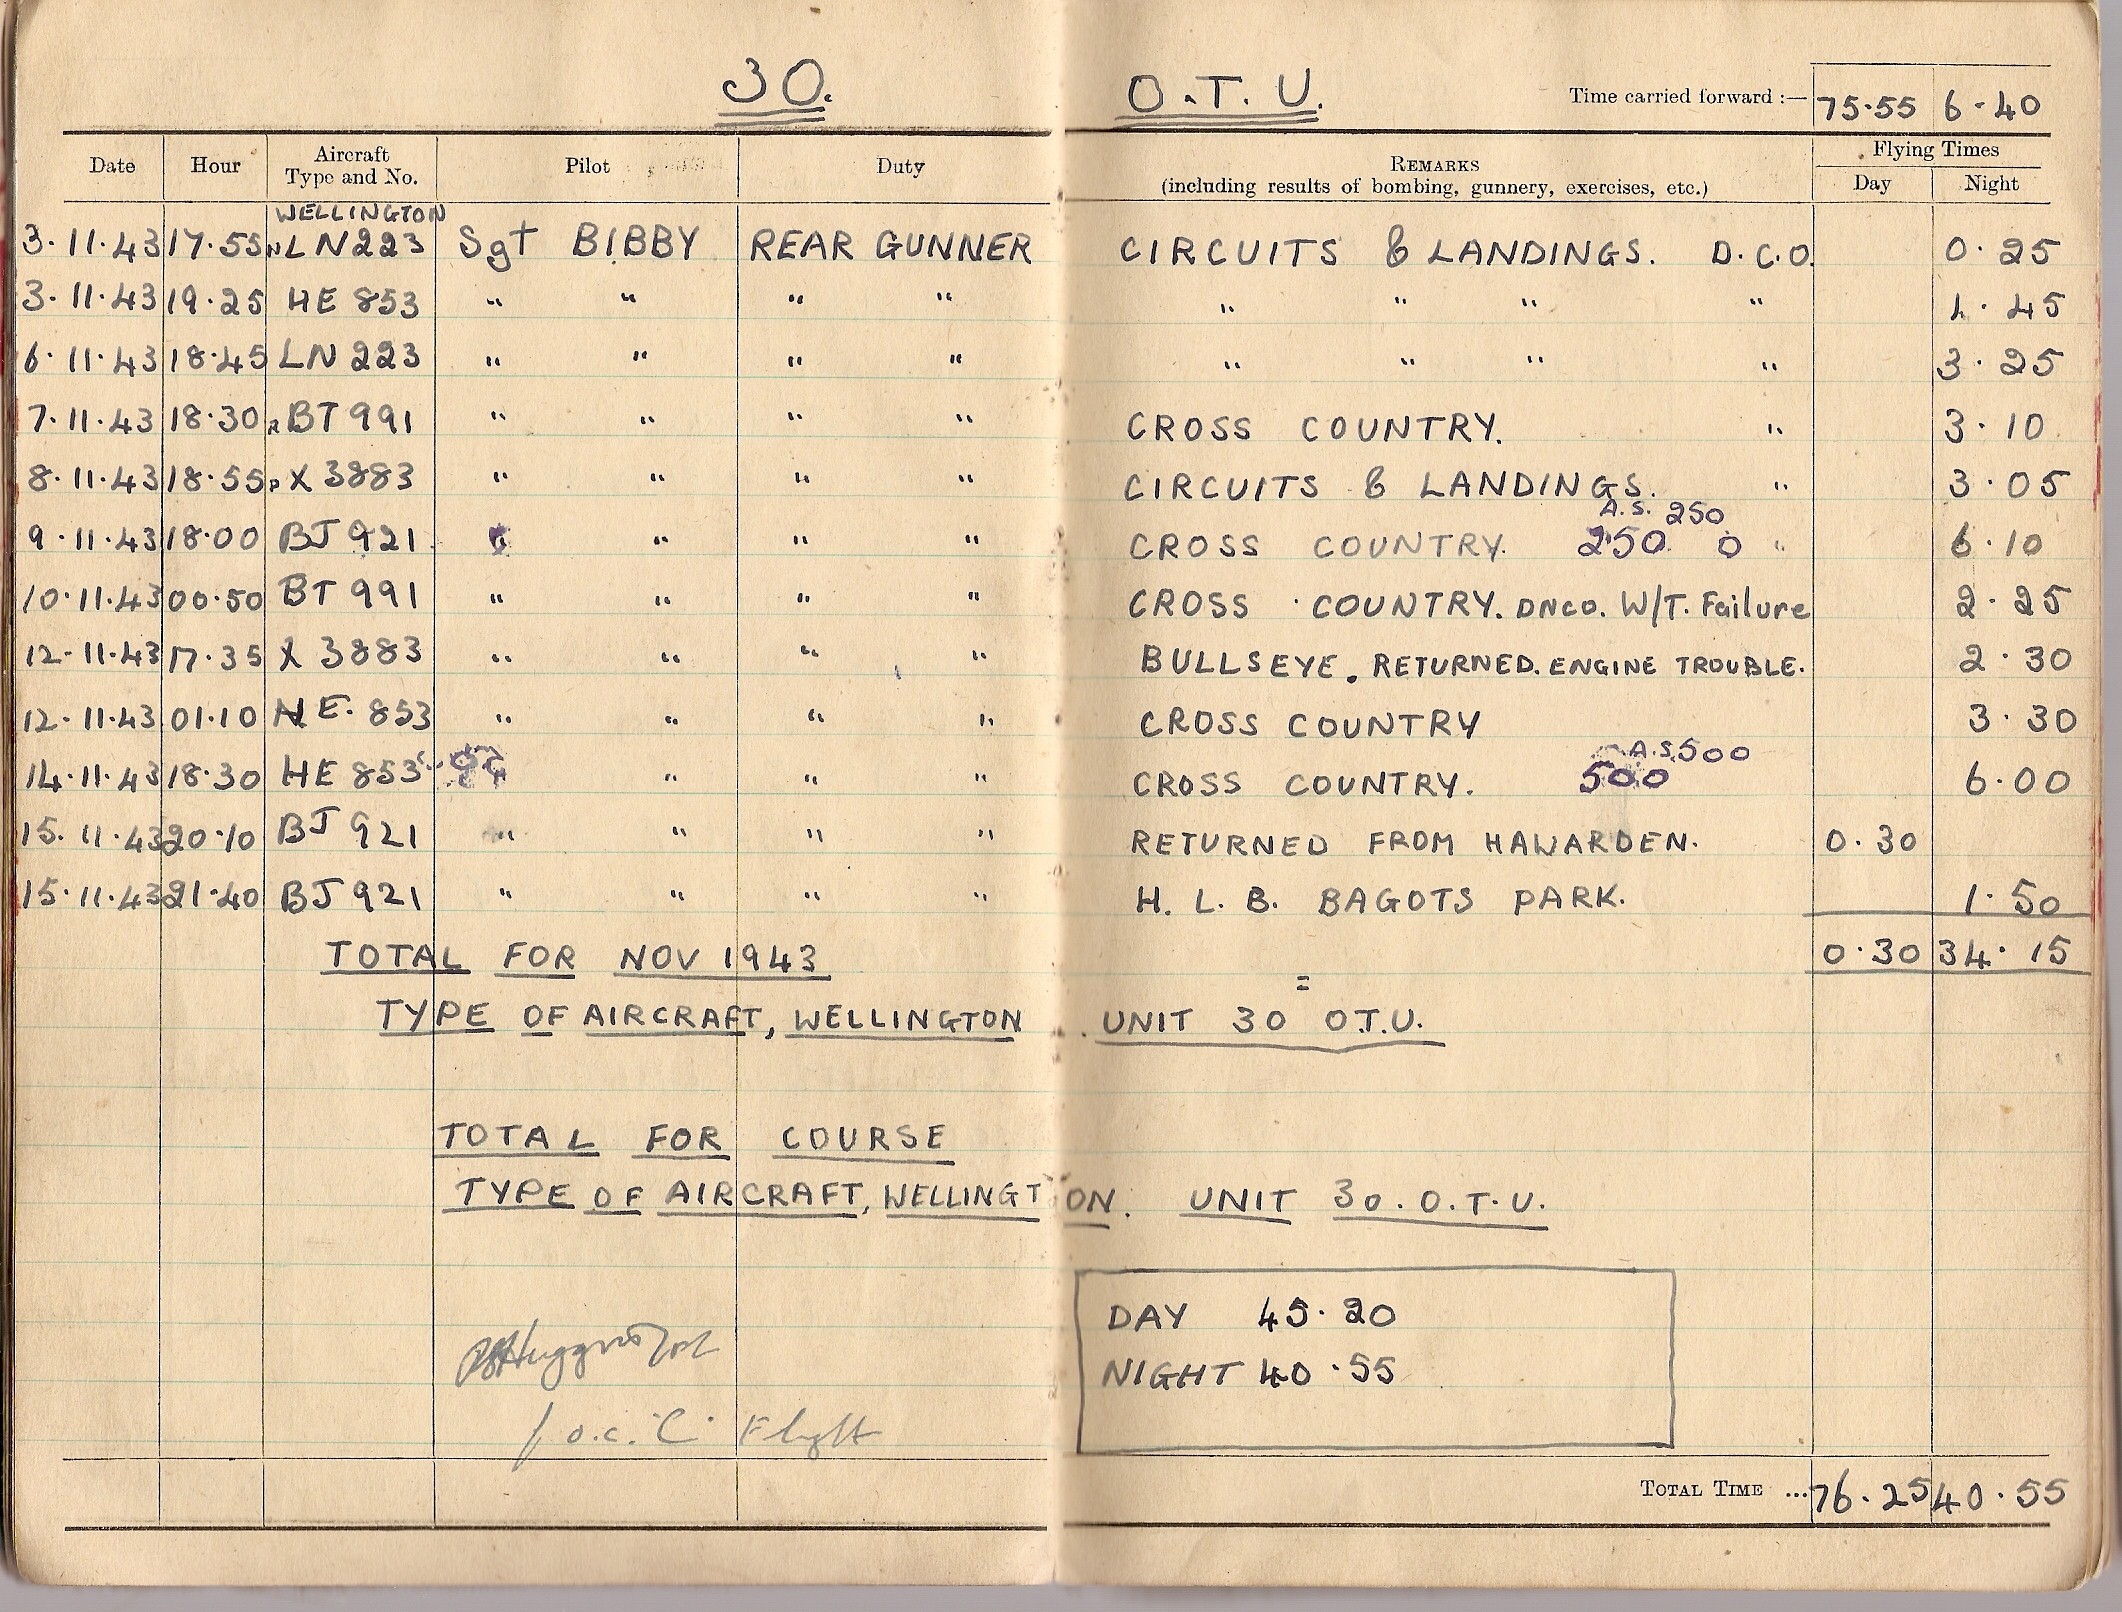 30. O.T.U. Time carried forward :— 75·55 6·40
Date Hour Aircraft Type and No. Pilot Duty REMARKS (including results of bombing, gunnery, exercises, etc.) Flying Times Day Night
WELLINGTON
3·11·43 17·55 LN223 Sgt BIBBY REAR GUNNER CIRCUITS & LANDINGS. D.C.O. 0·25
3·11·43 19·25 HE 853 " " " " " " " " 1·45
6·11·43 18·45 LN 223 " " " " " " " " 3·25
7·11·43 18·30 BT 991 " " " " CROSS COUNTRY. " 3·10
8·11·43 18·55 X 3883 " " " " CIRCUITS & LANDINGS. " 3·05
A.S. 250
9·11·43 18·00 BJ 921 " " " CROSS COUNTRY. 250 0 " 6·10
10·11·43 00·50 BT 991 " " " " CROSS COUNTRY. DNCO. W/T. Failure 2·25
12·11·43 17·35 X 3883 " " " " BULLSEYE. RETURNED. ENGINE TROUBLE. 2·30
12·11·43 01·10 HE. 853 " " " " CROSS COUNTRY 3·30
A.S. 500
14·11·43 18·30 HE 853 " " " CROSS COUNTRY. 500 6·00
15·11·43 20·10 BJ 921 " " " " RETURNED FROM HAWARDEN. 0·30
15·11·43 21·40 BJ 921 " " " " H. L. B. BAGOTS PARK. 1·50
TOTAL FOR NOV 1943 0·30 34·15
TYPE OF AIRCRAFT, WELLINGTON. UNIT 30 O.T.U.
TOTAL FOR COURSE
TYPE OF AIRCRAFT, WELLINGTON. UNIT 30. O.T.U.
DAY 45·20
NIGHT 40·55
o.c. 'C' Flight
TOTAL TIME ... 76·25 40·55